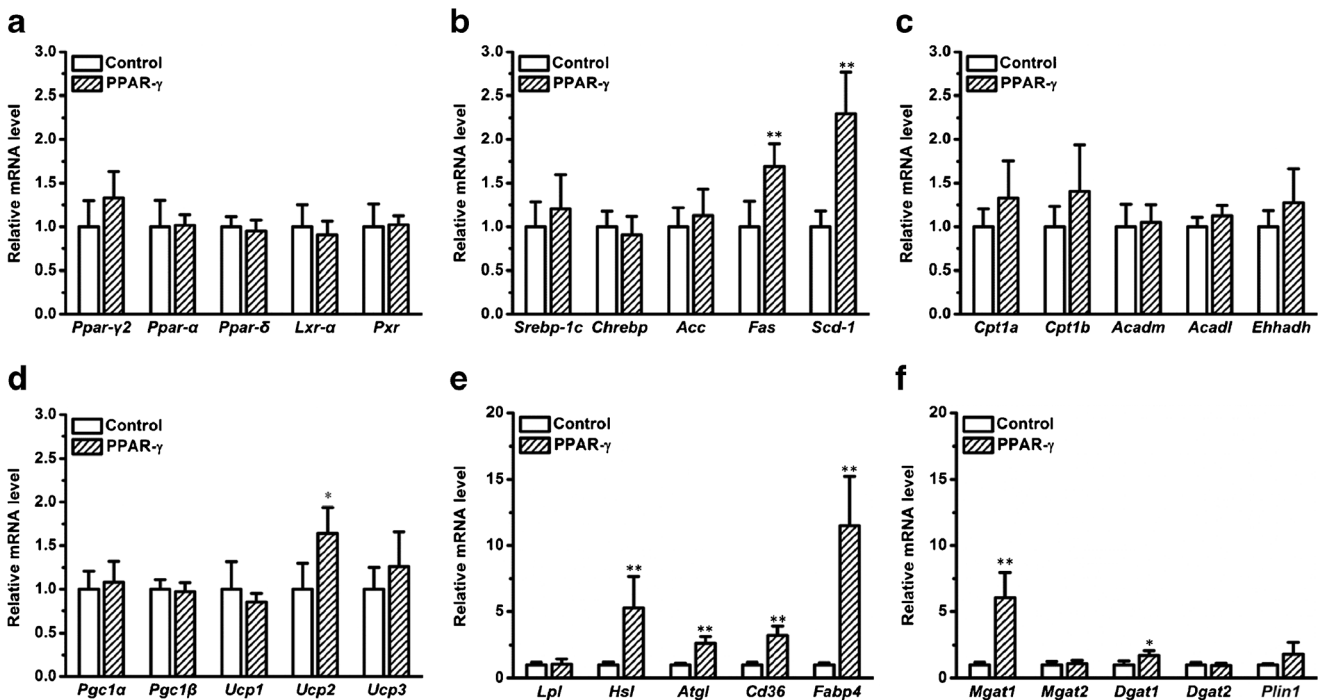 a
Control
PPAR-γ
Relative mRNA level
3.0
2.5
2.0
1.5
1.0
0.5
0.0
Ppar-γ2 Ppar-α Ppar-δ Lxr-α Pxr
b
Control
PPAR-γ
Relative mRNA level
3.0
2.5
2.0
1.5
1.0
0.5
0.0
** **
Srebp-1c Chrebp Acc Fas Scd-1
c
Control
PPAR-γ
Relative mRNA level
3.0
2.5
2.0
1.5
1.0
0.5
0.0
Cpt1a Cpt1b Acadm Acadl Ehhadh
d
Control
PPAR-γ
Relative mRNA level
3.0
2.5
2.0
1.5
1.0
0.5
0.0
*
Pgc1α Pgc1β Ucp1 Ucp2 Ucp3
e
Control
PPAR-γ
Relative mRNA level
20
15
10
5
0
** ** ** **
Lpl Hsl Atgl Cd36 Fabp4
f
Control
PPAR-γ
Relative mRNA level
20
15
10
5
0
** *
Mgat1 Mgat2 Dgat1 Dgat2 Plin1